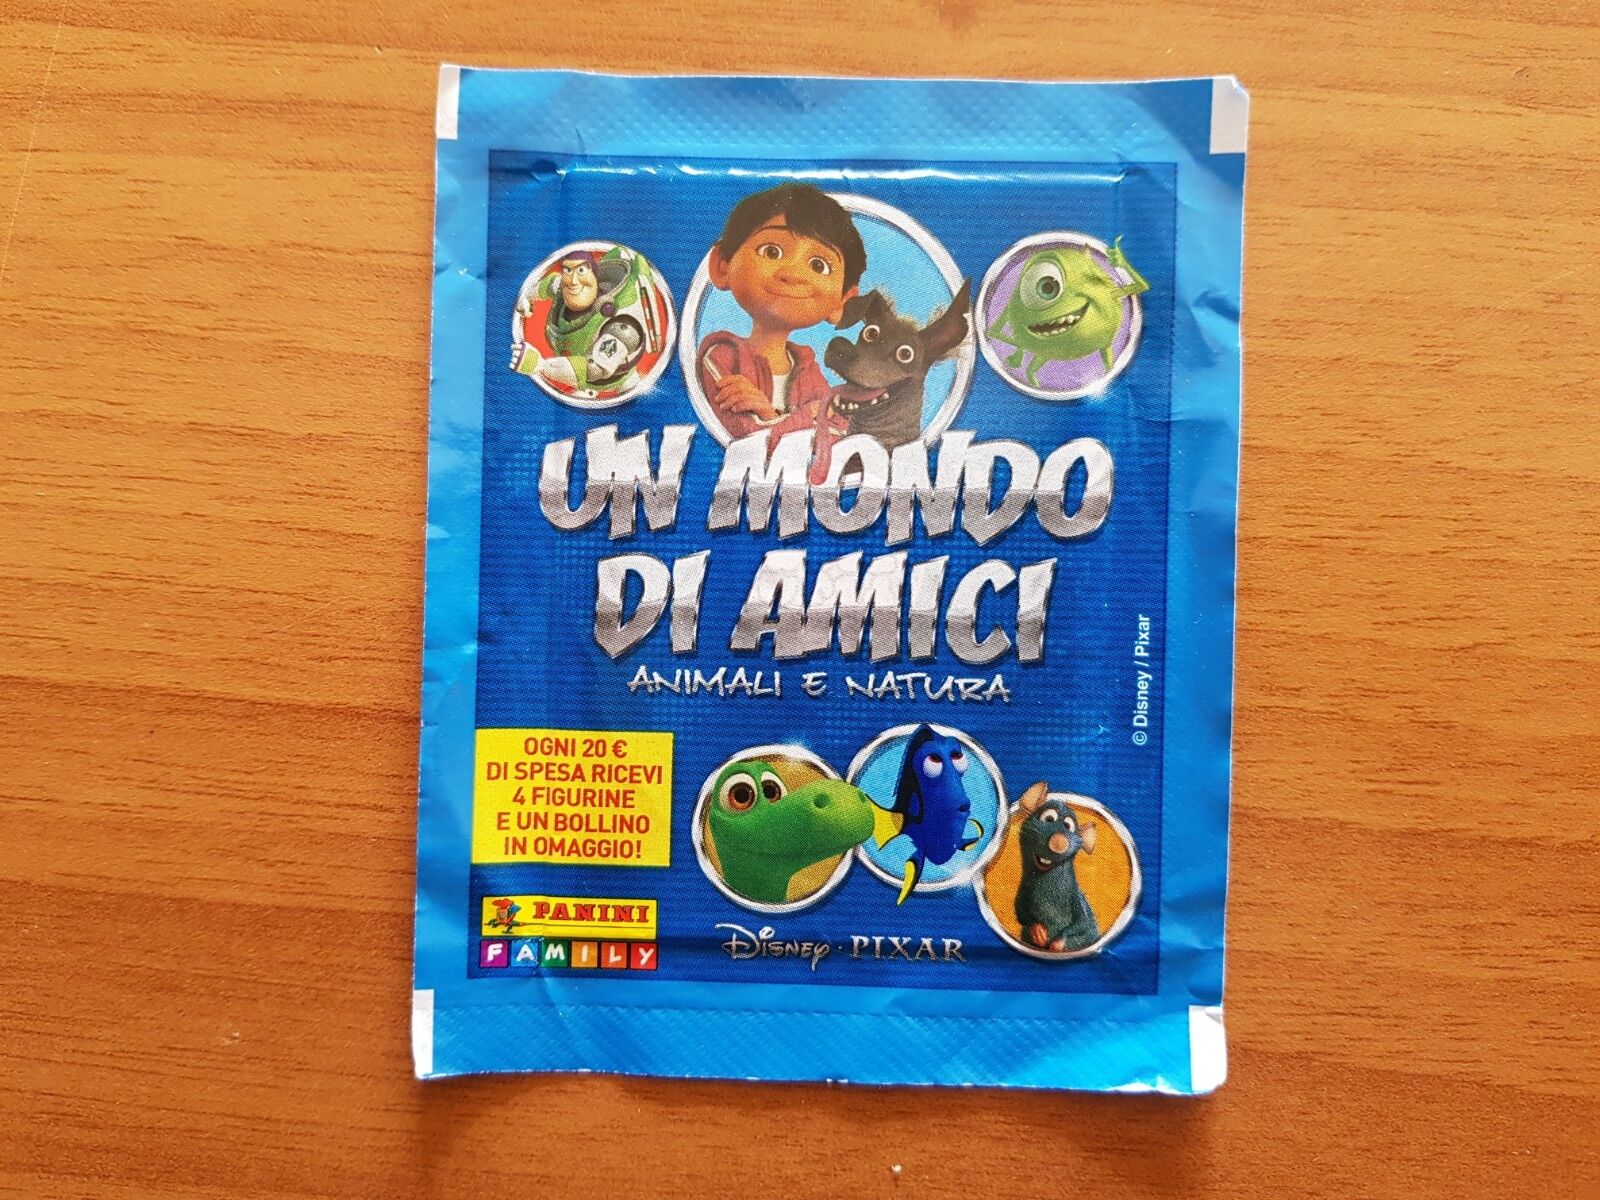 UN MONDO
DI AMICI
ANIMALI E NATURA
© Disney / Pixar
OGNI 20 €
DI SPESA RICEVI
4 FIGURINE
E UN BOLLINO
IN OMAGGIO!
PANINI
FAMILY
Disney · PIXAR